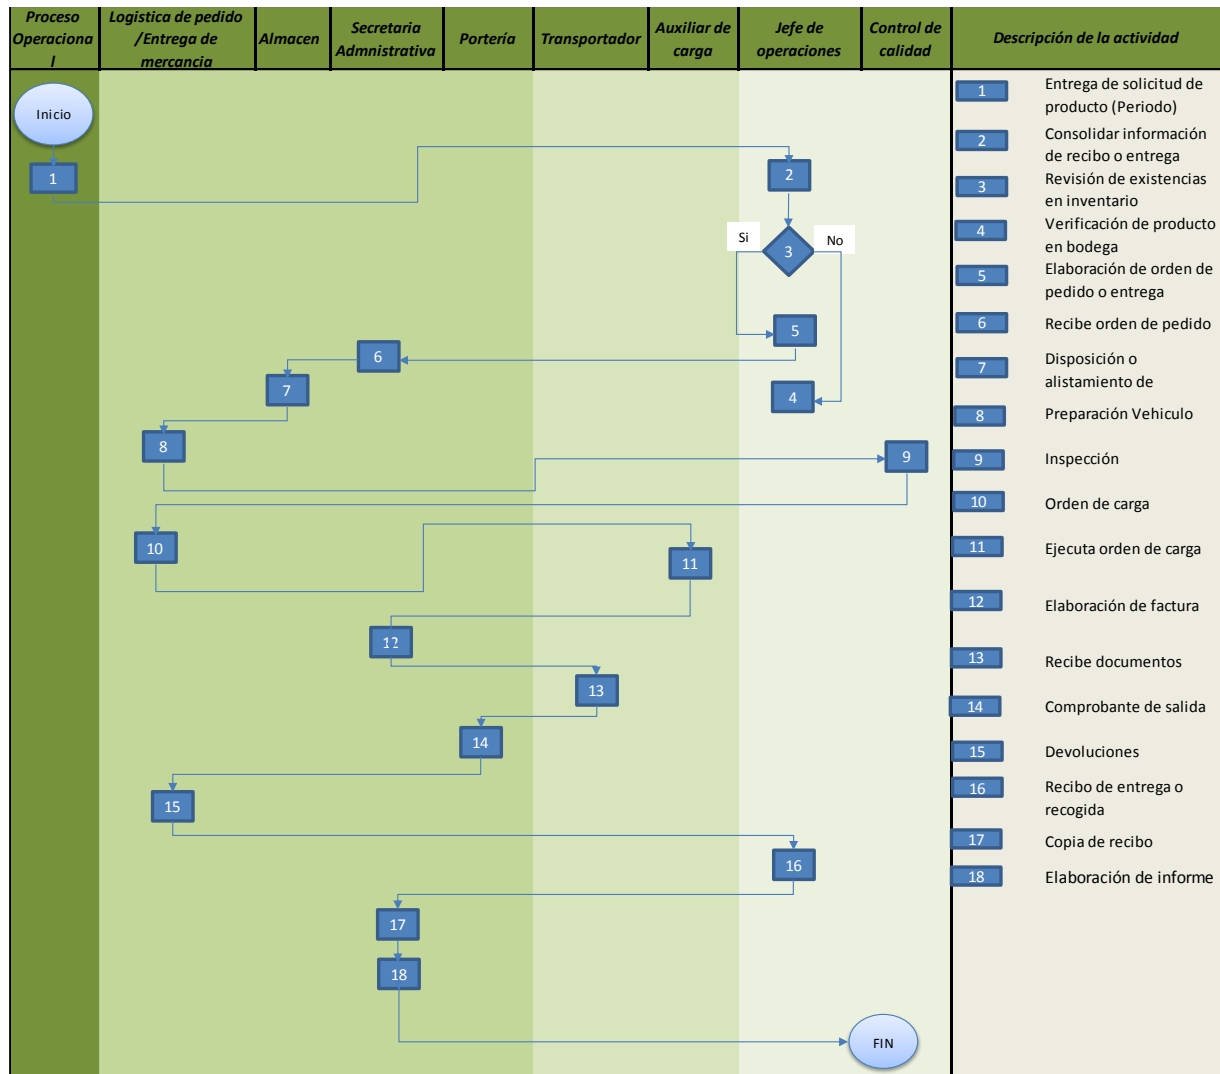 Proceso
Operaciona
l
Logistica de pedido
/Entrega de
mercancia
Almacen
Secretaria
Admnistrativa
Portería
Transportador
Auxiliar de
carga
Jefe de
operaciones
Control de
calidad
Descripción de la actividad
Inicio
1
2
Si
3
No
5
6
7
4
8
9
10
11
12
13
14
15
16
17
18
FIN
1
Entrega de solicitud de
producto (Periodo)
2
Consolidar información
de recibo o entrega
3
Revisión de existencias
en inventario
4
Verificación de producto
en bodega
5
Elaboración de orden de
pedido o entrega
6
Recibe orden de pedido
7
Disposición o
alistamiento de
8
Preparación Vehiculo
9
Inspección
10
Orden de carga
11
Ejecuta orden de carga
12
Elaboración de factura
13
Recibe documentos
14
Comprobante de salida
15
Devoluciones
16
Recibo de entrega o
recogida
17
Copia de recibo
18
Elaboración de informe